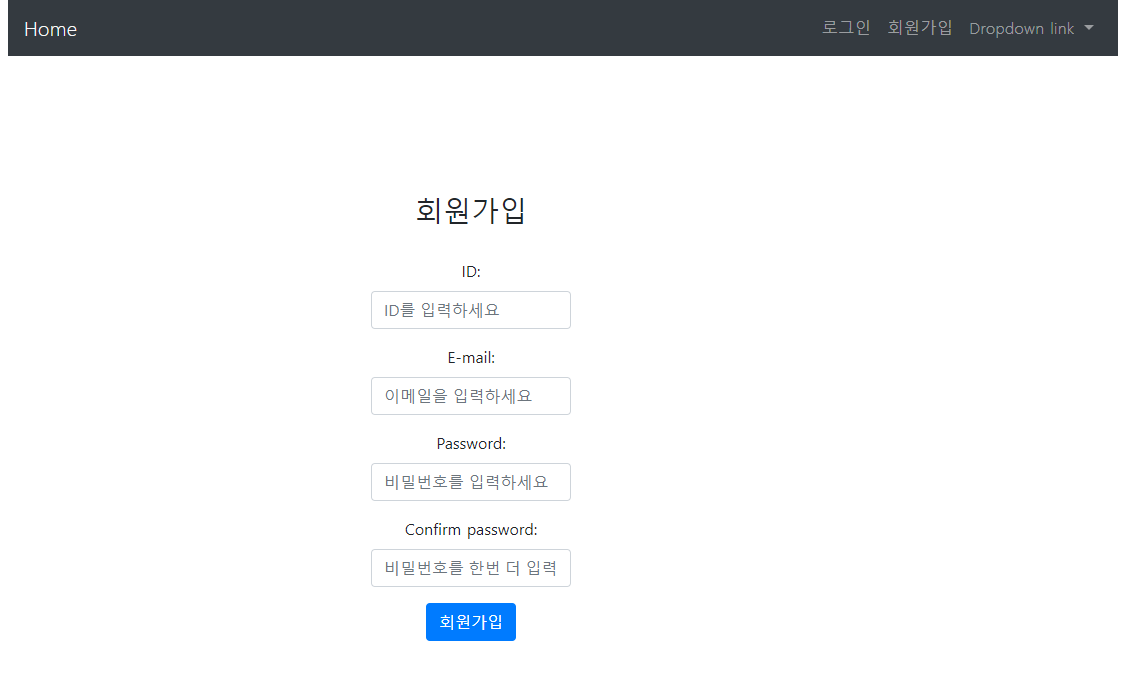 Home 로그인 회원가입 Dropdown link
회원가입
ID:
ID를 입력하세요
E-mail:
이메일을 입력하세요
Password:
비밀번호를 입력하세요
Confirm password:
비밀번호를 한번 더 입력
회원가입